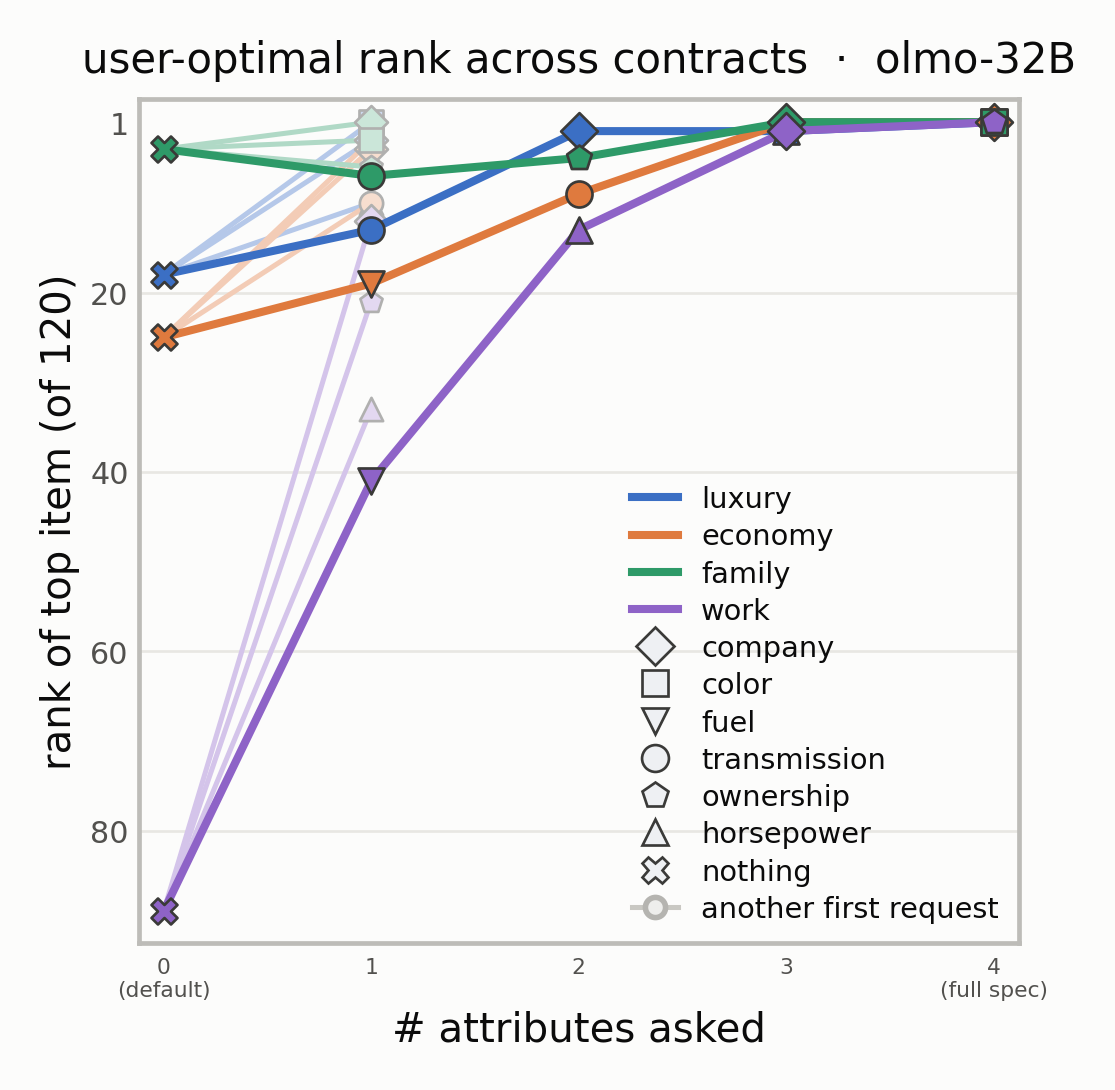 user-optimal rank across contracts · olmo-32B
rank of top item (of 120)
1
20
40
60
80
luxury
economy
family
work
company
color
fuel
transmission
ownership
horsepower
nothing
another first request
0 1 2 3 4
(default) (full spec)
# attributes asked